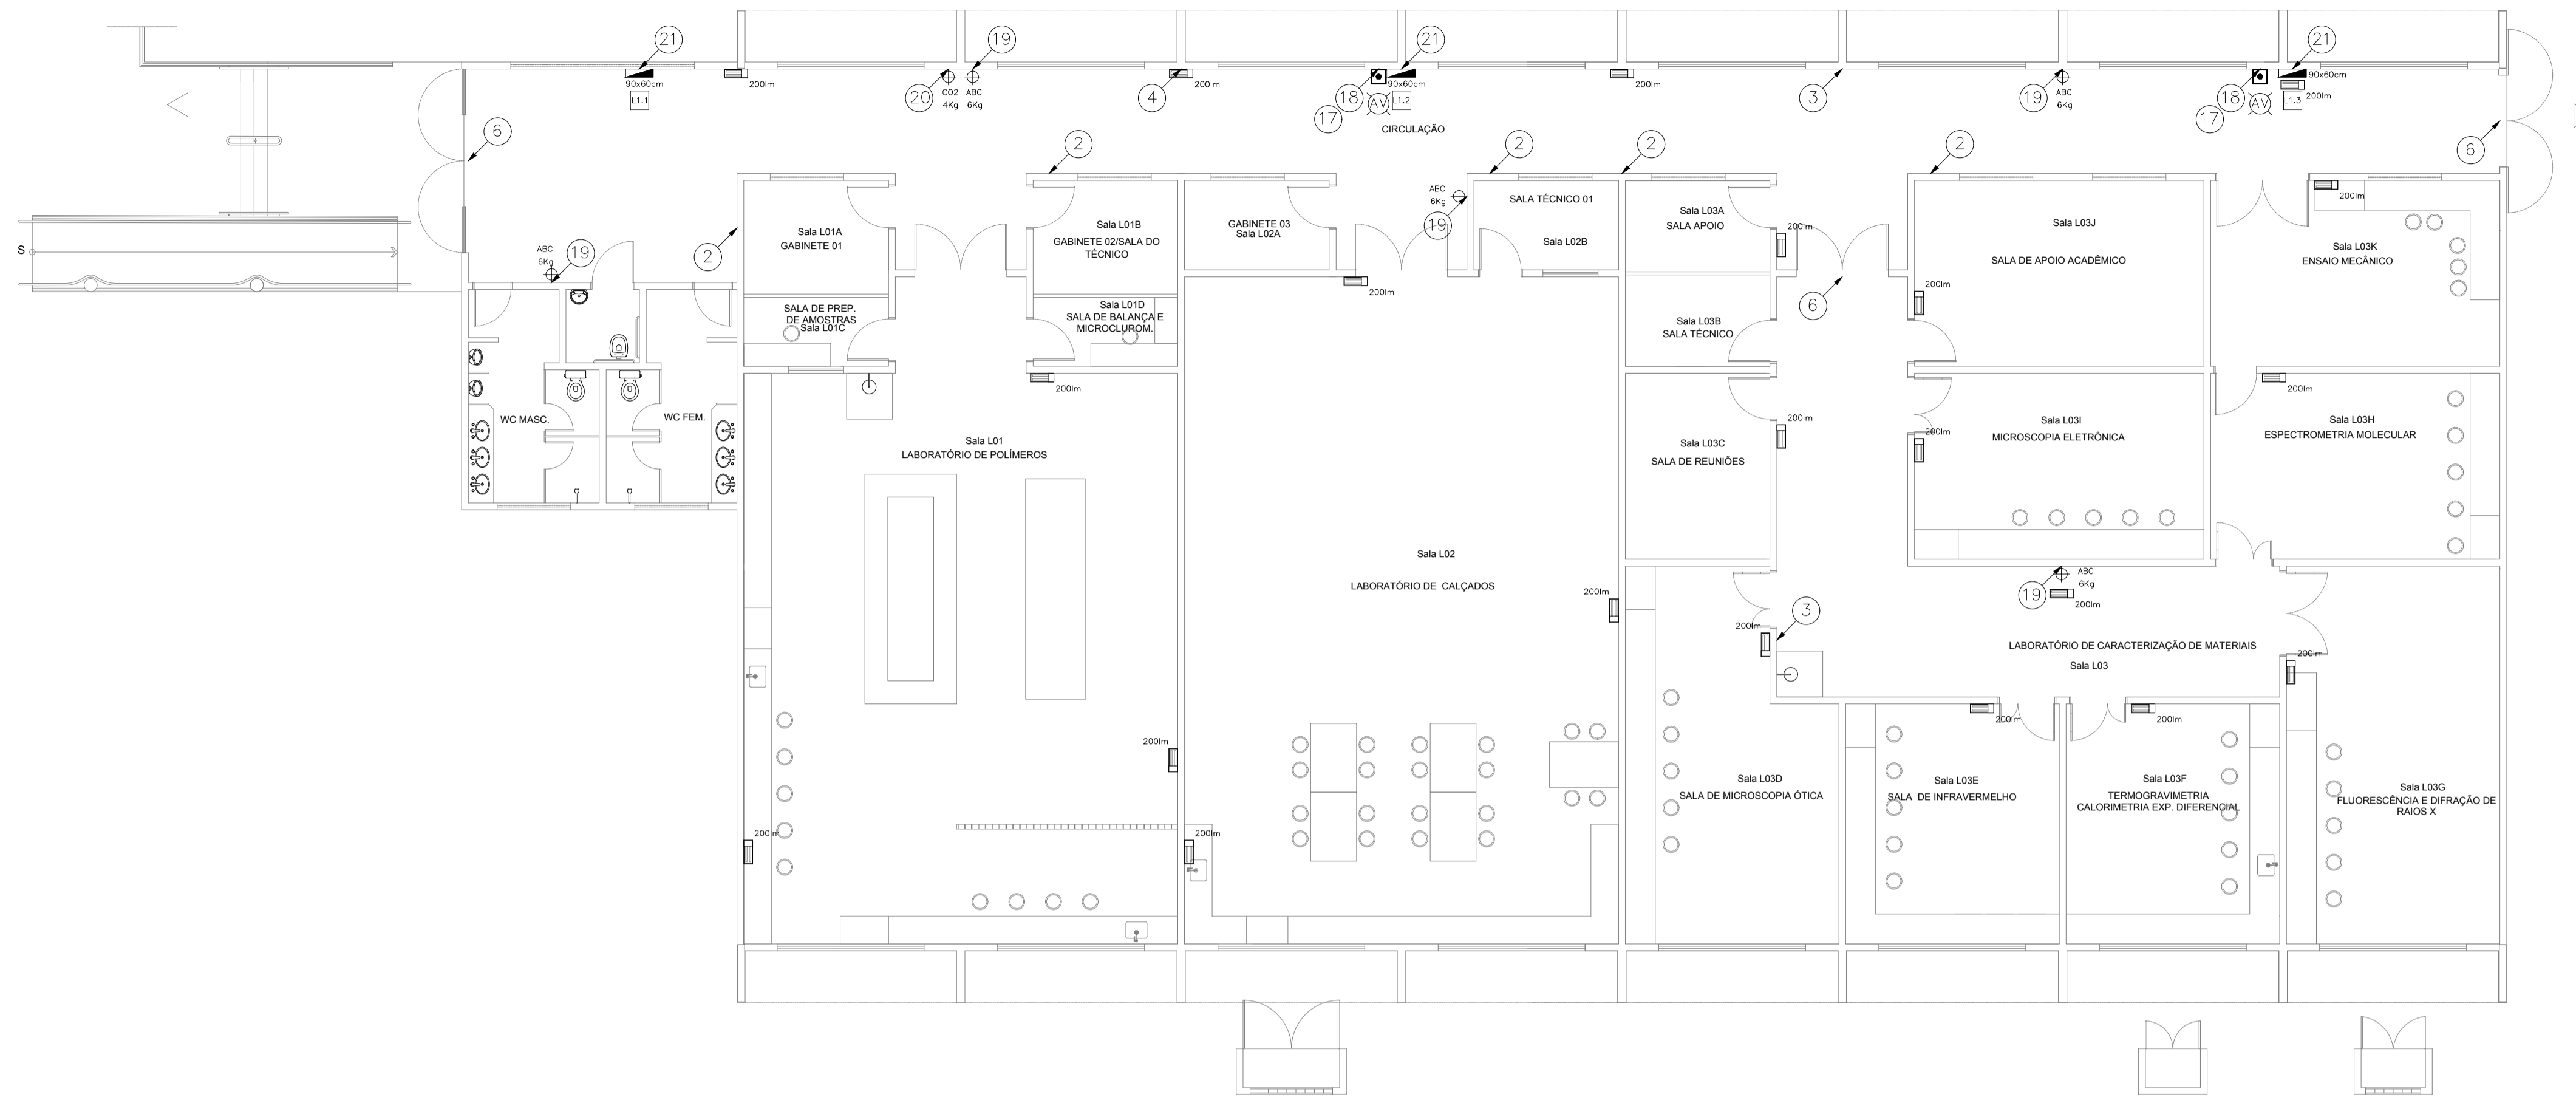 21
19
21
21
200lm
200lm
200lm
90x60cm
90x60cm
90x60cm
L1.1
L1.2
L1.3
200lm
20
CO2
4Kg
ABC
6Kg
4
18
AV
17
3
19
ABC
6Kg
18
AV
17
CIRCULAÇÃO
6
6
2
2
2
2
2
S
ABC
6Kg
19
Sala L01A
GABINETE 01
Sala L01B
GABINETE 02/SALA DO
TÉCNICO
GABINETE 03
Sala L02A
ABC
6Kg
19
SALA TÉCNICO 01
Sala L02B
Sala L03A
SALA APOIO
200lm
Sala L03J
SALA DE APOIO ACADÊMICO
200lm
Sala L03K
ENSAIO MECÂNICO
200lm
6
200lm
SALA DE PREP.
DE AMOSTRAS
Sala L01C
Sala L01D
SALA DE BALANÇA E
MICROCLUROM.
Sala L03B
SALA TÉCNICO
200lm
200lm
WC MASC.
WC FEM.
Sala L01
LABORATÓRIO DE POLÍMEROS
Sala L03C
SALA DE REUNIÕES
200lm
200lm
Sala L03I
MICROSCOPIA ELETRÔNICA
Sala L03H
ESPECTROMETRIA MOLECULAR
Sala L02
LABORATÓRIO DE CALÇADOS
200lm
3
200lm
ABC
6Kg
19
200lm
LABORATÓRIO DE CARACTERIZAÇÃO DE MATERIAIS
Sala L03
200lm
200lm
200lm
200lm
Sala L03D
SALA DE MICROSCOPIA ÓTICA
Sala L03E
SALA DE INFRAVERMELHO
Sala L03F
TERMOGRAVIMETRIA
CALORIMETRIA EXP. DIFERENCIAL
Sala L03G
FLUORESCÊNCIA E DIFRAÇÃO DE
RAIOS X
200lm
200lm